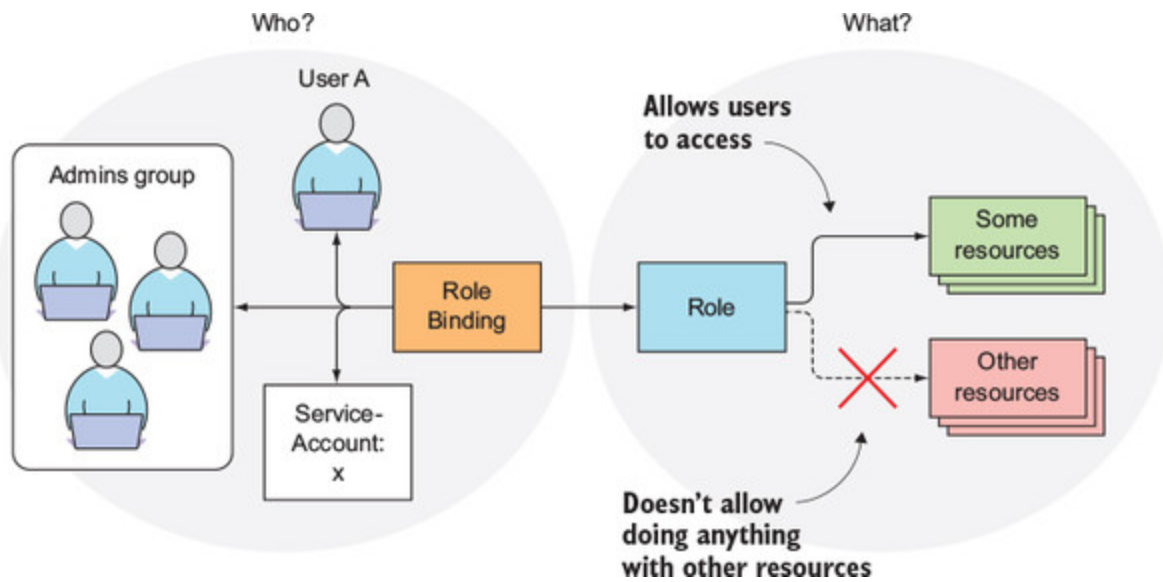 Who?
What?
User A
Allows users
to access
Admins group
Some
resources
Role
Binding
Role
Other
resources
Service-
Account:
x
Doesn't allow
doing anything
with other resources